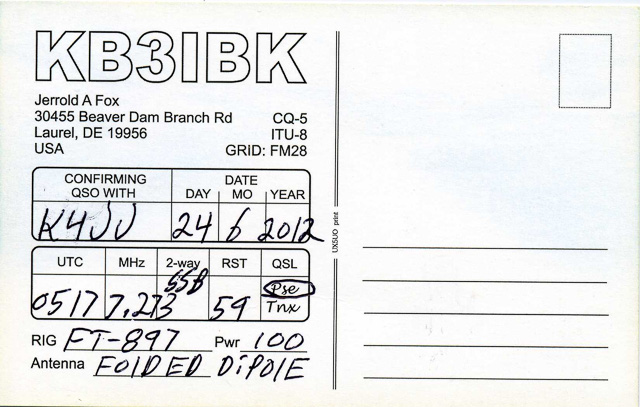 KB3IBK
Jerrold A Fox
30455 Beaver Dam Branch Rd CQ-5
Laurel, DE 19956 ITU-8
USA GRID: FM28
CONFIRMING QSO WITH DATE
DAY MO YEAR
K4JJ 24 6 2012
UTC MHz 2-way RST QSL
SSB
Pse
0517 7.273 59 Tnx
RIG FT-897 Pwr 100
Antenna FOlDED DiPOlE
UX5UO print